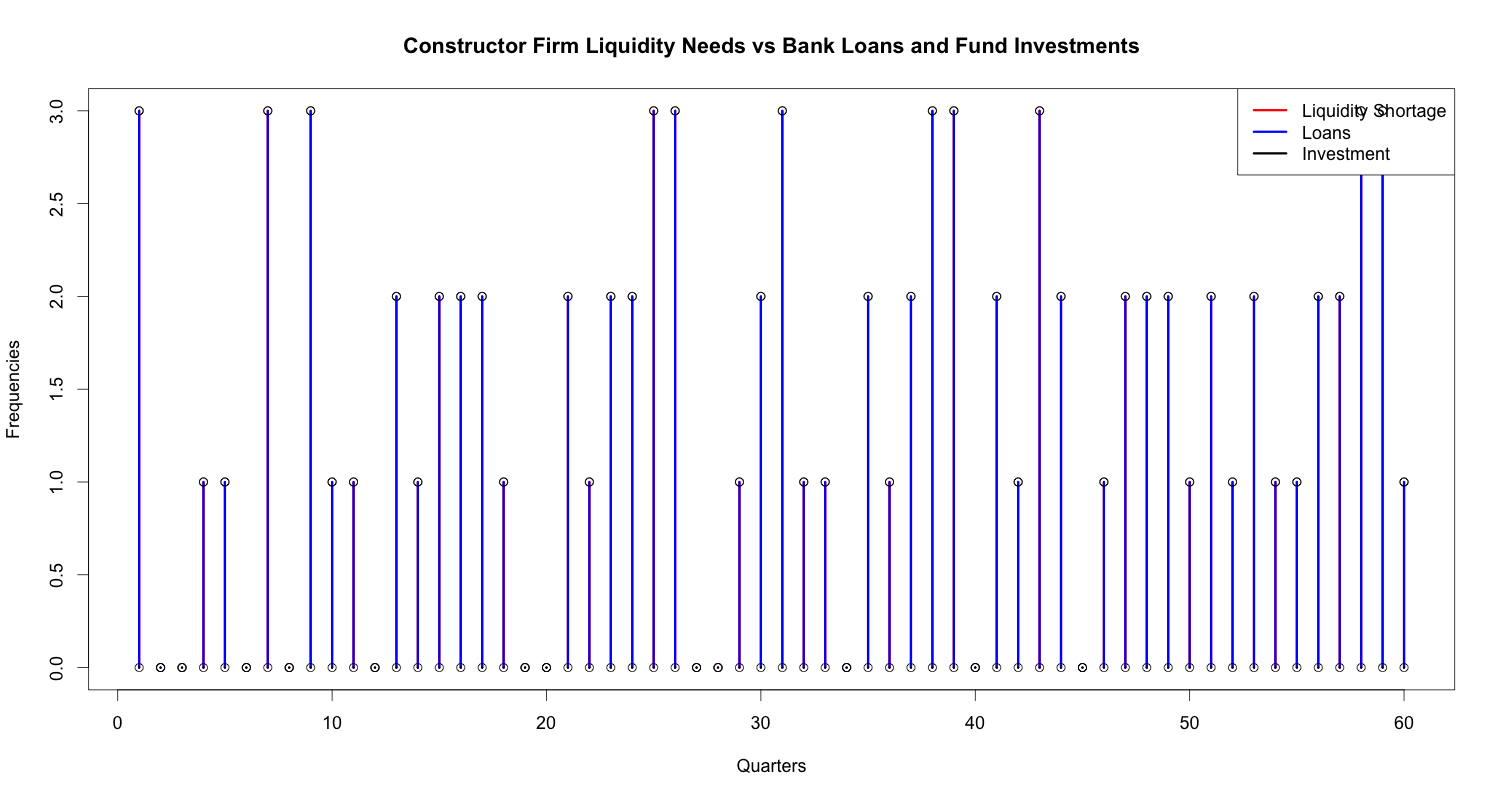 Constructor Firm Liquidity Needs vs Bank Loans and Fund Investments
3.0
2.5
2.0
1.5
1.0
0.5
0.0
Frequencies
Liquidity Shortage
Loans
Investment
0 10 20 30 40 50 60
Quarters